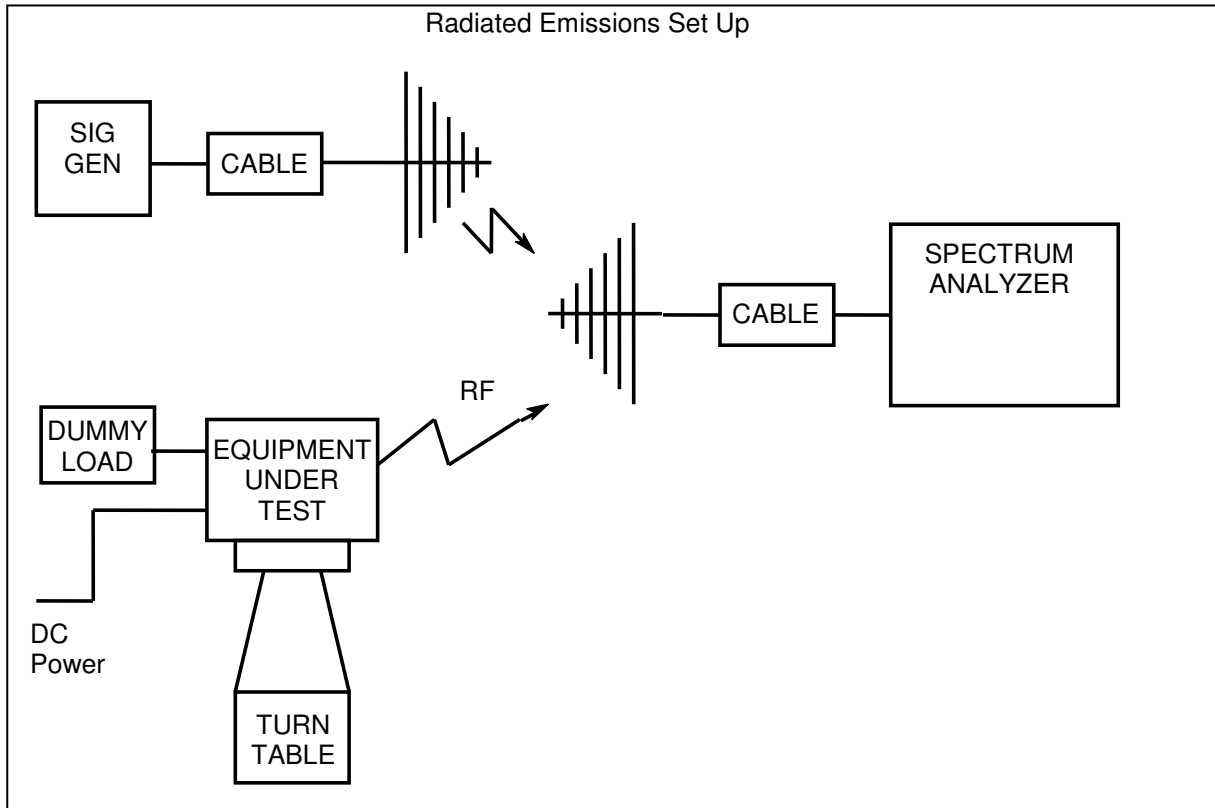 Radiated Emissions Set Up
SIG
GEN
CABLE
SPECTRUM
ANALYZER
CABLE
RF
DUMMY
LOAD
EQUIPMENT
UNDER
TEST
DC
Power
TURN
TABLE